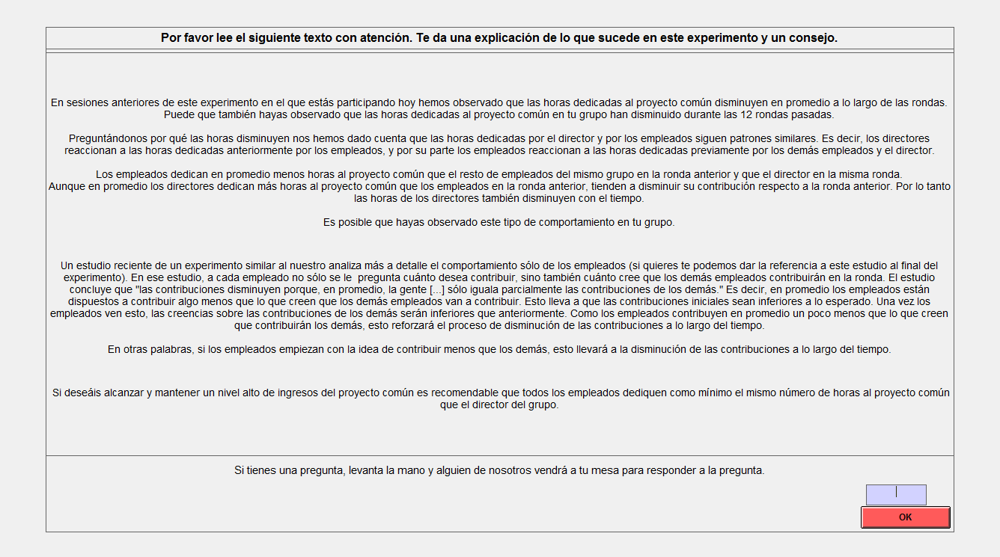 Por favor lee el siguiente texto con atención. Te da una explicación de lo que sucede en este experimento y un consejo.
En sesiones anteriores de este experimento en el que estás participando hoy hemos observado que las horas dedicadas al proyecto común disminuyen en promedio a lo largo de las rondas.
Puede que también hayas observado que las horas dedicadas al proyecto común en tu grupo han disminuido durante las 12 rondas pasadas.
Preguntándonos por qué las horas disminuyen nos hemos dado cuenta que las horas dedicadas por el director y por los empleados siguen patrones similares. Es decir, los directores
reaccionan a las horas dedicadas anteriormente por los empleados, y por su parte los empleados reaccionan a las horas dedicadas previamente por los demás empleados y el director.
Los empleados dedican en promedio menos horas al proyecto común que el resto de empleados del mismo grupo en la ronda anterior y que el director en la misma ronda.
Aunque en promedio los directores dedican más horas al proyecto común que los empleados en la ronda anterior, tienden a disminuir su contribución respecto a la ronda anterior. Por lo tanto
las horas de los directores también disminuyen con el tiempo.
Es posible que hayas observado este tipo de comportamiento en tu grupo.
Un estudio reciente de un experimento similar al nuestro analiza más a detalle el comportamiento sólo de los empleados (si quieres te podemos dar la referencia a este estudio al final del
experimento). En ese estudio, a cada empleado no sólo se le pregunta cuánto desea contribuir, sino también cuánto cree que los demás empleados contribuirán en la ronda. El estudio
concluye que "las contribuciones disminuyen porque, en promedio, la gente [...] sólo iguala parcialmente las contribuciones de los demás." Es decir, en promedio los empleados están
dispuestos a contribuir algo menos que lo que creen que los demás empleados van a contribuir. Esto lleva a que las contribuciones iniciales sean inferiores a lo esperado. Una vez los
empleados ven esto, las creencias sobre las contribuciones de los demás serán inferiores que anteriormente. Como los empleados contribuyen en promedio un poco menos que lo que creen
que contribuirán los demás, esto reforzará el proceso de disminución de las contribuciones a lo largo del tiempo.
En otras palabras, si los empleados empiezan con la idea de contribuir menos que los demás, esto llevará a la disminución de las contribuciones a lo largo del tiempo.
Si deseáis alcanzar y mantener un nivel alto de ingresos del proyecto común es recomendable que todos los empleados dediquen como mínimo el mismo número de horas al proyecto común
que el director del grupo.
Si tienes una pregunta, levanta la mano y alguien de nosotros vendrá a tu mesa para responder a la pregunta.
OK